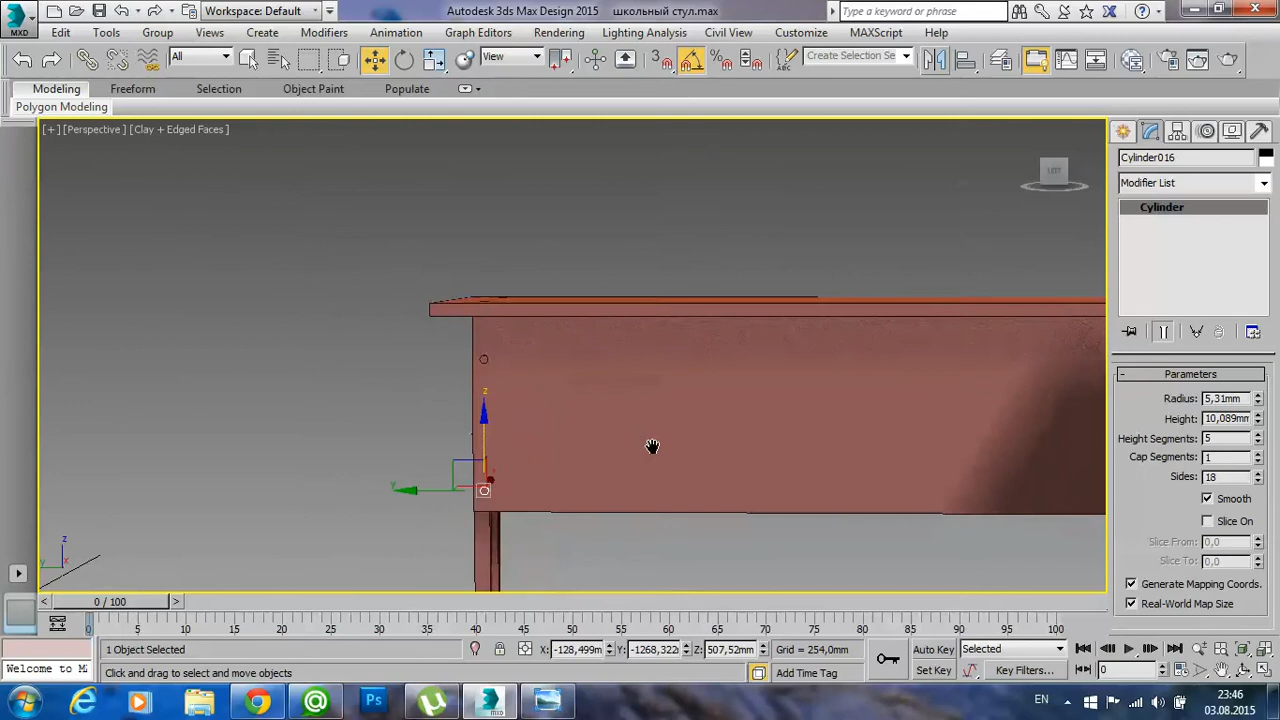 MXD
Workspace: Default
Autodesk 3ds Max Design 2015 школьный стул.max
Type a keyword or phrase
Edit Tools Group Views Create Modifiers Animation Graph Editors Rendering Lighting Analysis Civil View Customize MAXScript Help
All View Create Selection Se
Modeling Freeform Selection Object Paint Populate
Polygon Modeling
[+] [Perspective] [Clay + Edged Faces]
LEFT
Cylinder016
Modifier List
Cylinder
z
y
Parameters
Radius: 5,31mm
Height: 10,089mm
Height Segments: 5
Cap Segments: 1
Sides: 18
Smooth
Slice On
Slice From: 0,0
Slice To: 0,0
Generate Mapping Coords.
Real-World Map Size
z
y x
0 / 100
0 5 10 15 20 25 30 35 40 45 50 55 60 65 70 75 80 85 90 95 100
1 Object Selected X: -128,499m Y: -1268,322m Z: 507,52mm Grid = 254,0mm Auto Key Selected
Welcome to M Click and drag to select and move objects Add Time Tag Set Key Key Filters... 0
EN 23:46
03.08.2015